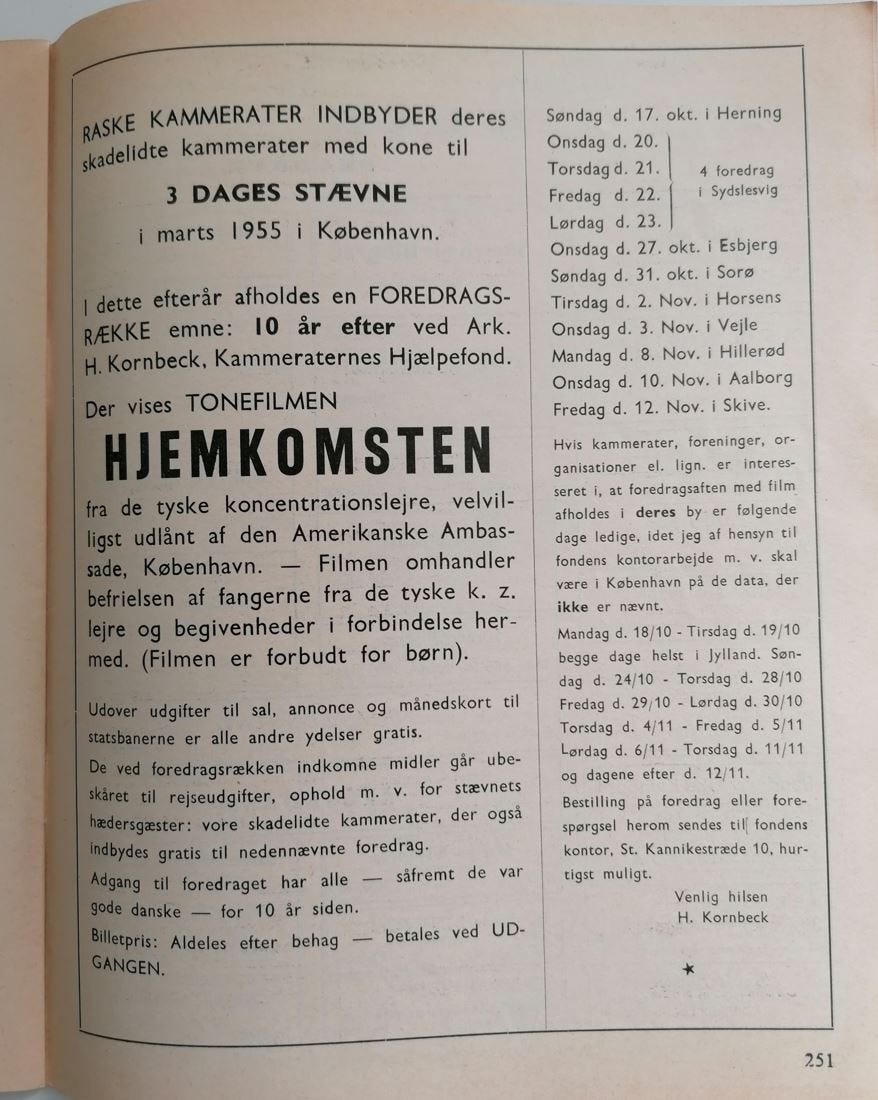 RASKE KAMMERATER INDBYDER deres
skadelidte kammerater med kone til
3 DAGES STÆVNE
i marts 1955 i København.
I dette efterår afholdes en FOREDRAGS-
RÆKKE emne: 10 år efter ved Ark.
H. Kornbeck, Kammeraternes Hjælpefond.
Der vises TONEFILMEN
HJEMKOMSTEN
fra de tyske koncentrationslejre, velvil-
ligst udlånt af den Amerikanske Ambas-
sade, København. — Filmen omhandler
befrielsen af fangerne fra de tyske k. z.
lejre og begivenheder i forbindelse her-
med. (Filmen er forbudt for børn).
Udover udgifter til sal, annonce og månedskort til
statsbanerne er alle andre ydelser gratis.
De ved foredragsrækken indkomne midler går ube-
skåret til rejseudgifter, ophold m. v. for stævnets
hædersgæster: vore skadelidte kammerater, der også
indbydes gratis til nedennævnte foredrag.
Adgang til foredraget har alle — såfremt de var
gode danske — for 10 år siden.
Billetpris: Aldeles efter behag — betales ved UD-
GANGEN.
Søndag d. 17. okt. i Herning
Onsdag d. 20.
Torsdag d. 21.
Fredag d. 22.
Lørdag d. 23.
4 foredrag
i Sydslesvig
Onsdag d. 27. okt. i Esbjerg
Søndag d. 31. okt. i Sorø
Tirsdag d. 2. Nov. i Horsens
Onsdag d. 3. Nov. i Vejle
Mandag d. 8. Nov. i Hillerød
Onsdag d. 10. Nov. i Aalborg
Fredag d. 12. Nov. i Skive.
Hvis kammerater, foreninger, or-
ganisationer el. lign. er interes-
seret i, at foredragsaften med film
afholdes i deres by er følgende
dage ledige, idet jeg af hensyn til
fondens kontorarbejde m. v. skal
være i København på de data, der
ikke er nævnt.
Mandag d. 18/10 - Tirsdag d. 19/10
begge dage helst i Jylland. Søn-
dag d. 24/10 - Torsdag d. 28/10
Fredag d. 29/10 - Lørdag d. 30/10
Torsdag d. 4/11 - Fredag d. 5/11
Lørdag d. 6/11 - Torsdag d. 11/11
og dagene efter d. 12/11.
Bestilling på foredrag eller fore-
spørgsel herom sendes til fondens
kontor, St. Kannikestræde 10, hur-
tigst muligt.
Venlig hilsen
H. Kornbeck
251